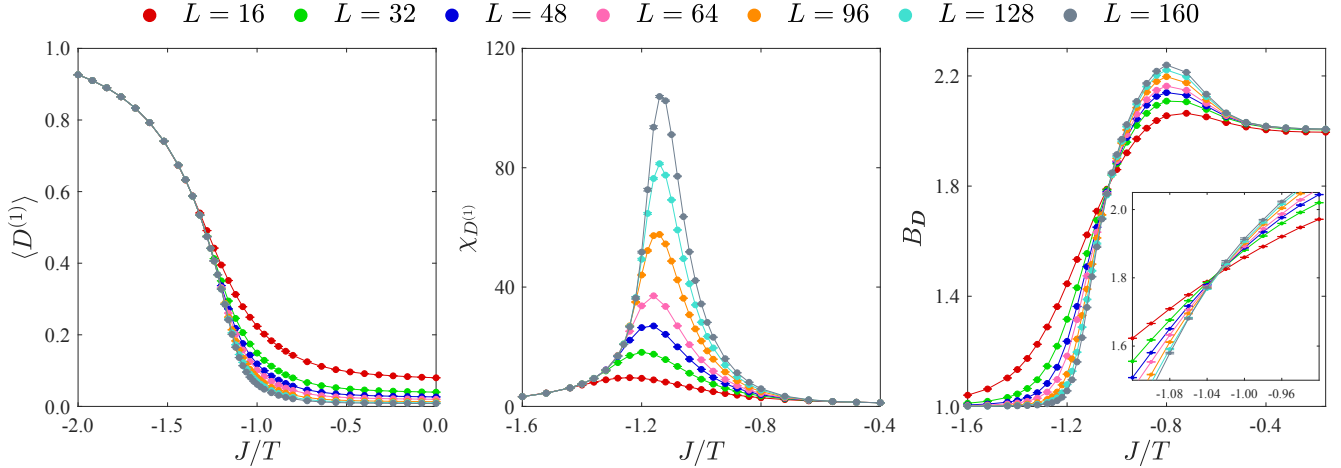 L = 16 L = 32 L = 48 L = 64 L = 96 L = 128 L = 160
⟨D⁽¹⁾⟩
1.0
0.8
0.6
0.4
0.2
0.0
-2.0 -1.5 -1.0 -0.5 0.0
J/T
χ_{D⁽¹⁾}
120
80
40
0
-1.6 -1.2 -0.8 -0.4
J/T
B_D
2.2
1.8
1.4
1.0
-1.6 -1.2 -0.8 -0.4
J/T
2.0
1.8
1.6
-1.08 -1.04 -1.00 -0.96